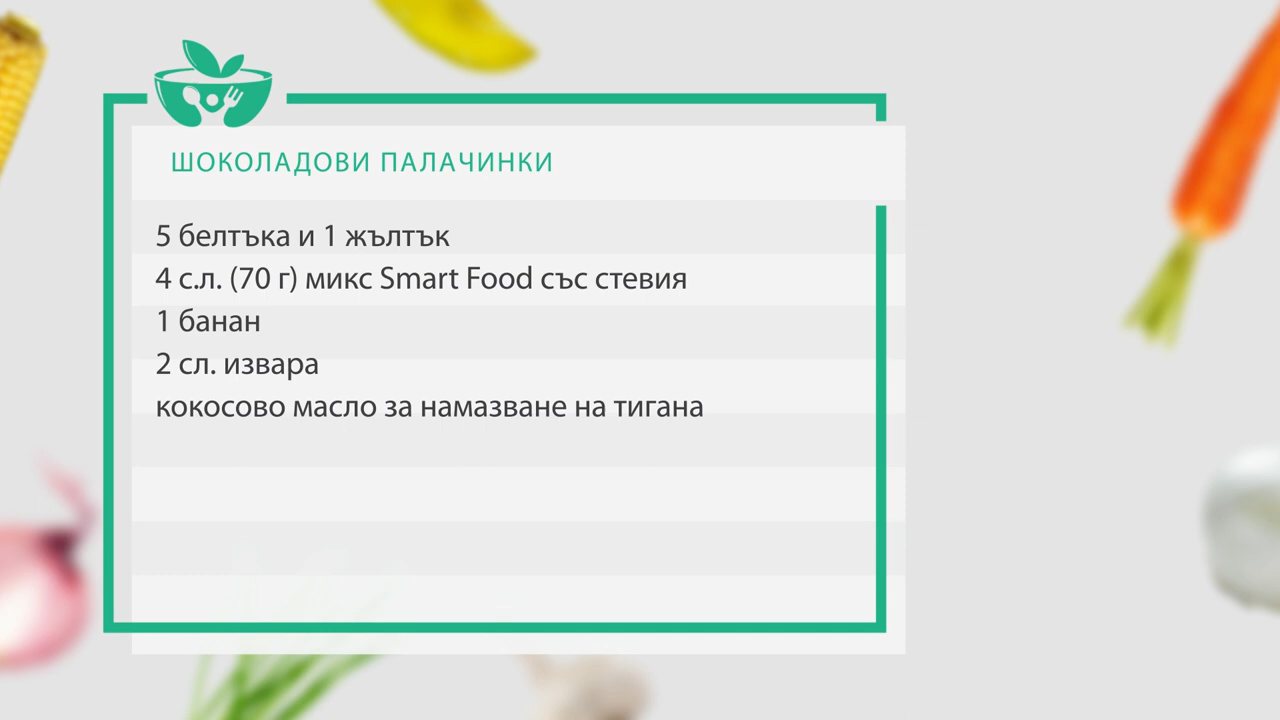 ШОКОЛАДОВИ ПАЛАЧИНКИ
5 белтъка и 1 жълтък
4 с.л. (70 г) микс Smart Food със стевия
1 банан
2 сл. извара
кокосово масло за намазване на тигана